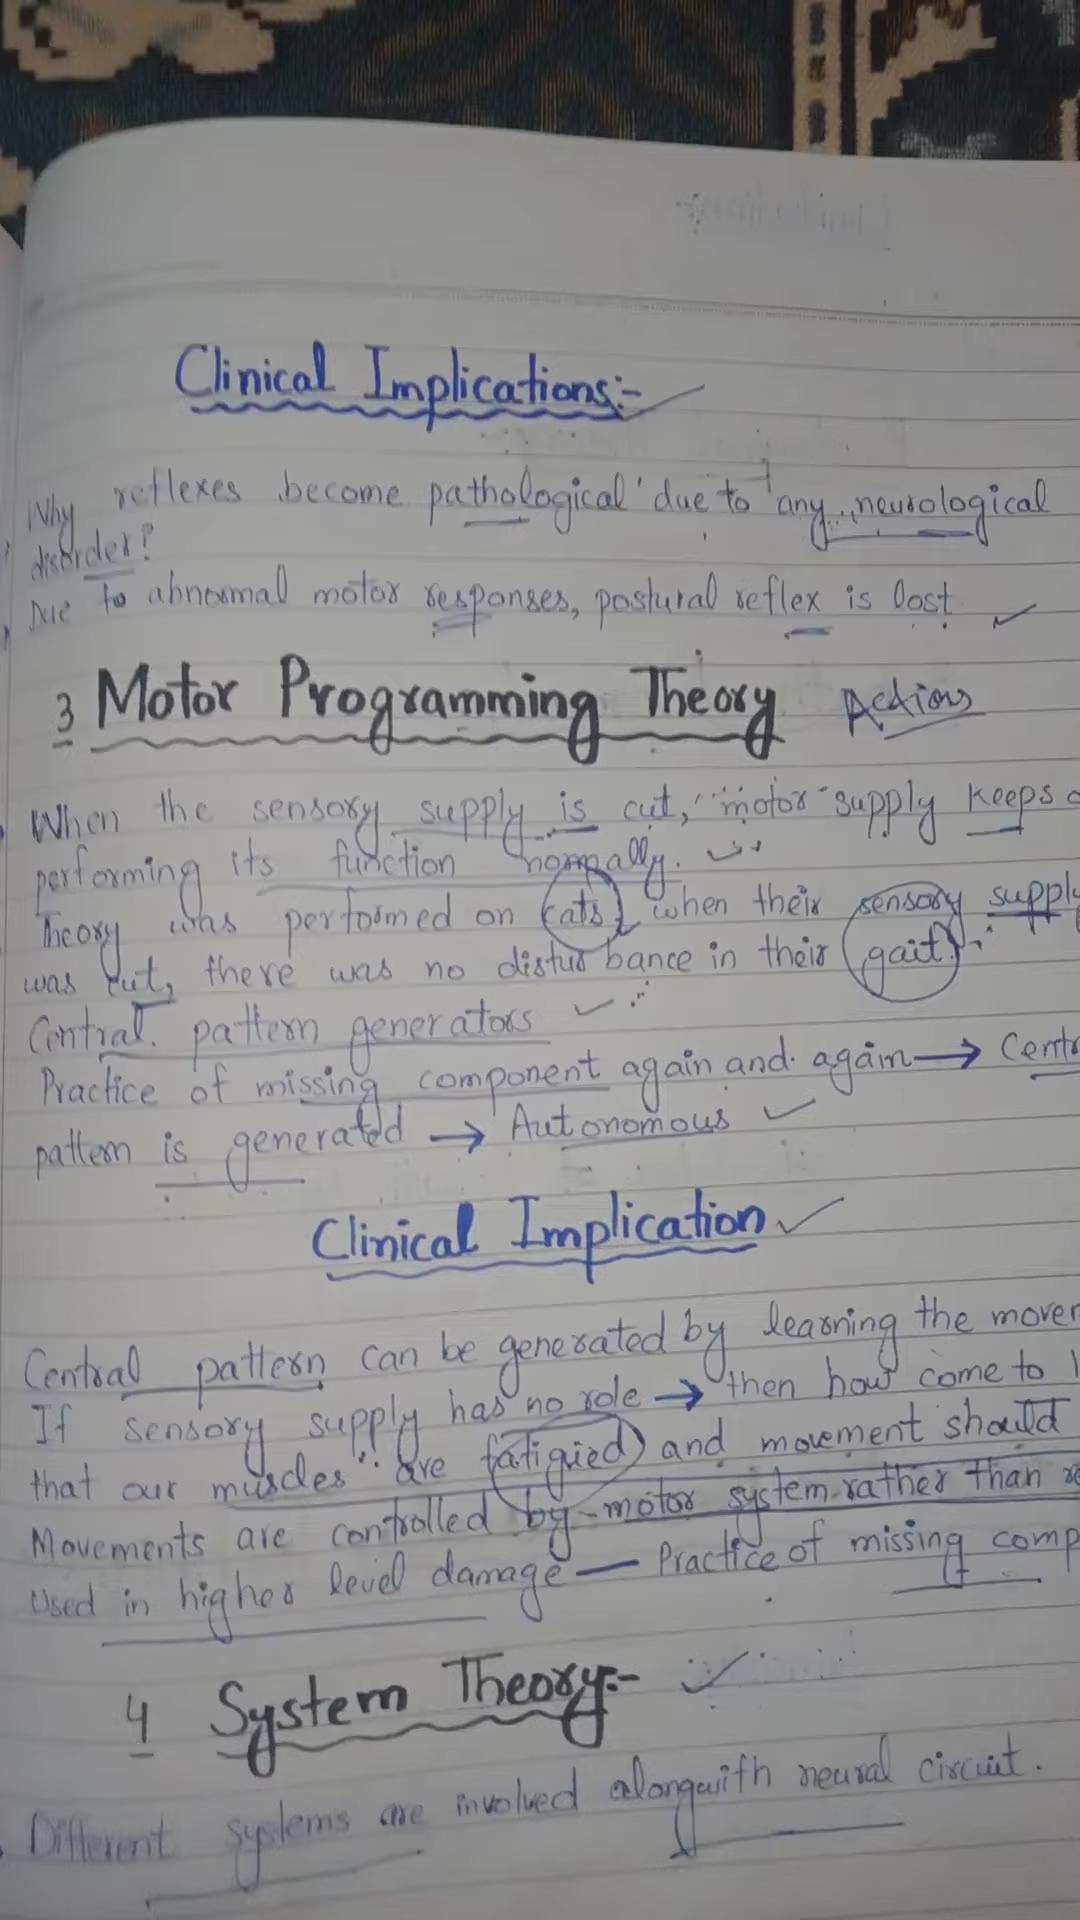 Clinical Implications:-
Why reflexes become pathological due to any neurological
disorder?
Due to abnormal motor responses, postural reflex is lost
3 Motor Programming Theory Actions
When the sensory supply is cut, motor supply keeps
performing its function normally.
Theory was performed on cats, when their sensory supply
was cut, there was no disturbance in their gait.
Central pattern generators
Practice of missing component again and again → Centr
pattern is generated → Autonomous
Clinical Implication
Central pattern can be generated by learning the movem
If sensory supply has no role → then how come to
that our muscles are fatigued and movement should
Movements are controlled by motor system rather than re
Used in higher level damage — Practice of missing comp
4 System Theory:-
Different systems are involved alongwith neural circuit.